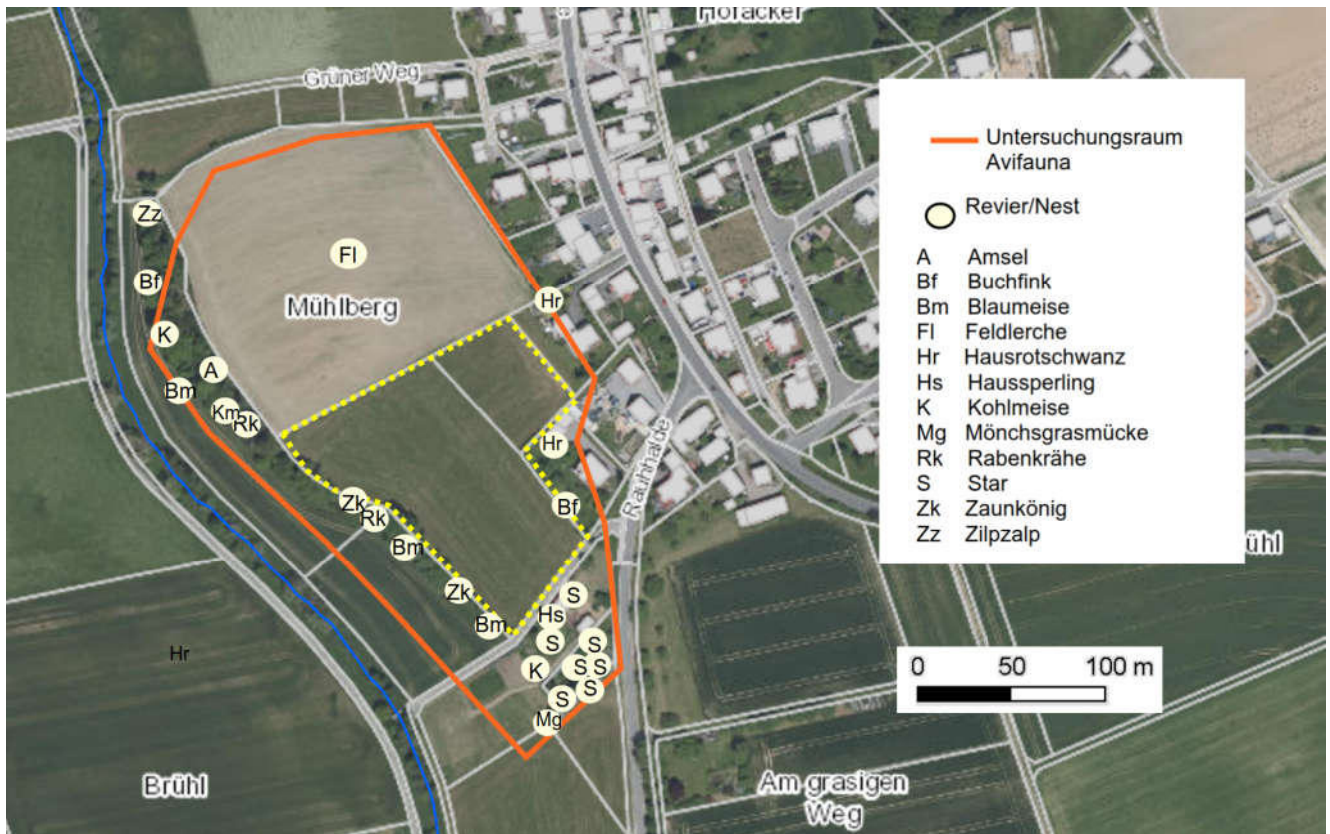 Hofacker
Grüner Weg
Zz
Bf
Fl
Mühlberg
Hr
K
A
Bm
Km
Rk
Hr
Rauhhalde
Zk
Rk
Bf
Bm
Zk
S
Hs
Bm
S
S
K
S
S
S
S
Mg
Hr
Brühl
Am grasigen
Weg
ühl
Untersuchungsraum
Avifauna
Revier/Nest
A Amsel
Bf Buchfink
Bm Blaumeise
Fl Feldlerche
Hr Hausrotschwanz
Hs Haussperling
K Kohlmeise
Mg Mönchsgrasmücke
Rk Rabenkrähe
S Star
Zk Zaunkönig
Zz Zilpzalp
0 50 100 m